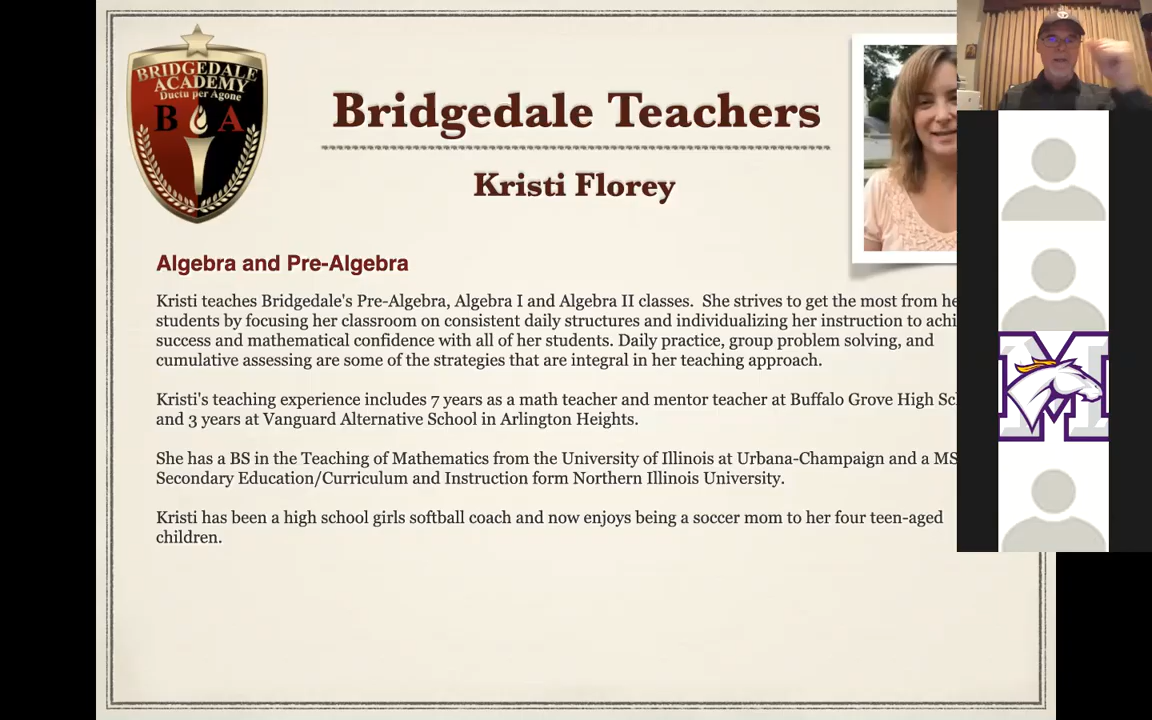 BRIDGEDALE
ACADEMY
Ductu per Agone
B A
Bridgedale Teachers
Kristi Florey
Algebra and Pre-Algebra
Kristi teaches Bridgedale's Pre-Algebra, Algebra I and Algebra II classes. She strives to get the most from
students by focusing her classroom on consistent daily structures and individualizing her instruction to
success and mathematical confidence with all of her students. Daily practice, group problem solving, and
cumulative assessing are some of the strategies that are integral in her teaching approach.
Kristi's teaching experience includes 7 years as a math teacher and mentor teacher at Buffalo Grove High
and 3 years at Vanguard Alternative School in Arlington Heights.
She has a BS in the Teaching of Mathematics from the University of Illinois at Urbana-Champaign and a MS
Secondary Education/Curriculum and Instruction form Northern Illinois University.
Kristi has been a high school girls softball coach and now enjoys being a soccer mom to her four teen-aged
children.
M